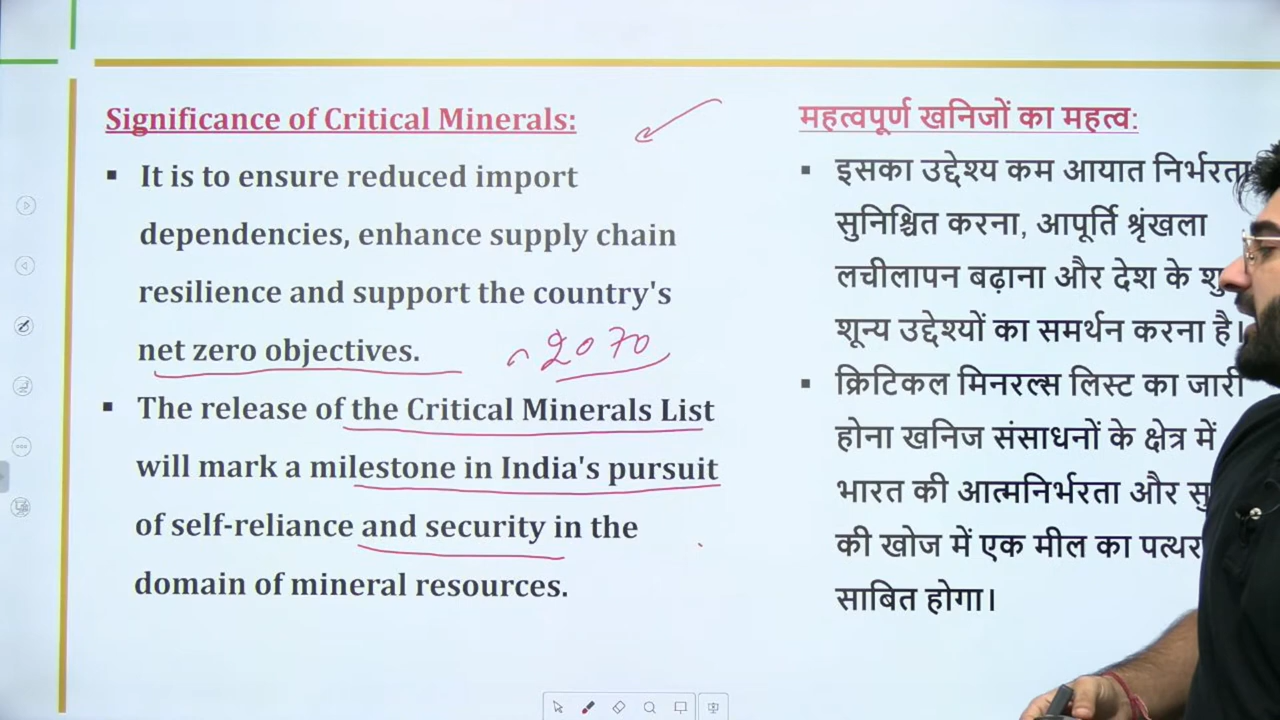 Significance of Critical Minerals:
▪ It is to ensure reduced import
dependencies, enhance supply chain
resilience and support the country's
net zero objectives.
2070
▪ The release of the Critical Minerals List
will mark a milestone in India's pursuit
of self-reliance and security in the
domain of mineral resources.
महत्वपूर्ण खनिजों का महत्व:
▪ इसका उद्देश्य कम आयात निर्भरता
सुनिश्चित करना, आपूर्ति श्रृंखला
लचीलापन बढ़ाना और देश के
शून्य उद्देश्यों का समर्थन करना है।
▪ क्रिटिकल मिनरल्स लिस्ट का जारी
होना खनिज संसाधनों के क्षेत्र में
भारत की आत्मनिर्भरता और
की खोज में एक मील का पत्थर
साबित होगा।